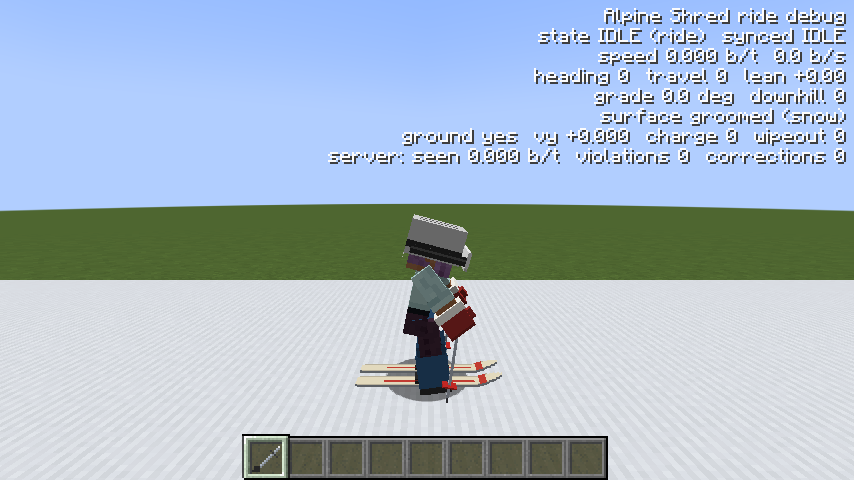 Alpine Shred ride debug
state IDLE (ride) synced IDLE
speed 0.000 b/t 0.0 b/s
heading 0 travel 0 lean +0.00
grade 0.0 deg downhill 0
surface groomed (snow)
ground yes vy +0.000 charge 0 wipeout 0
server: seen 0.000 b/t violations 0 corrections 0